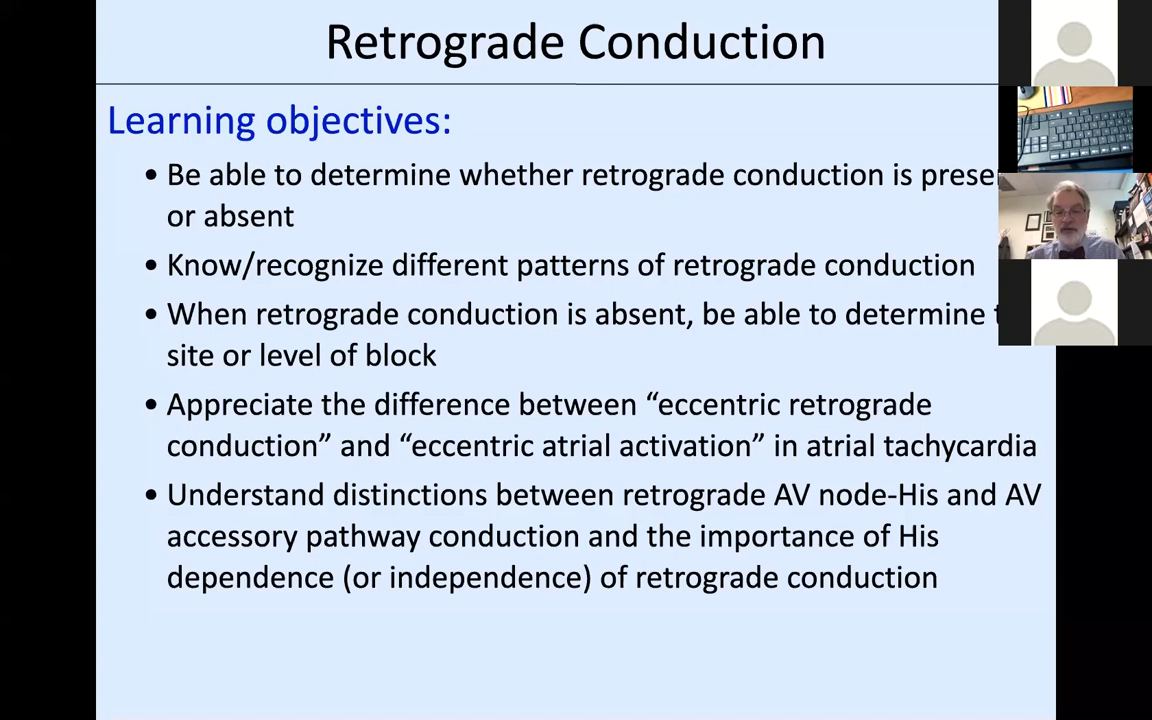 Retrograde Conduction
Learning objectives:
• Be able to determine whether retrograde conduction is
or absent
• Know/recognize different patterns of retrograde conduction
• When retrograde conduction is absent, be able to determine
site or level of block
• Appreciate the difference between “eccentric retrograde
conduction” and “eccentric atrial activation” in atrial tachycardia
• Understand distinctions between retrograde AV node-His and AV
accessory pathway conduction and the importance of His
dependence (or independence) of retrograde conduction